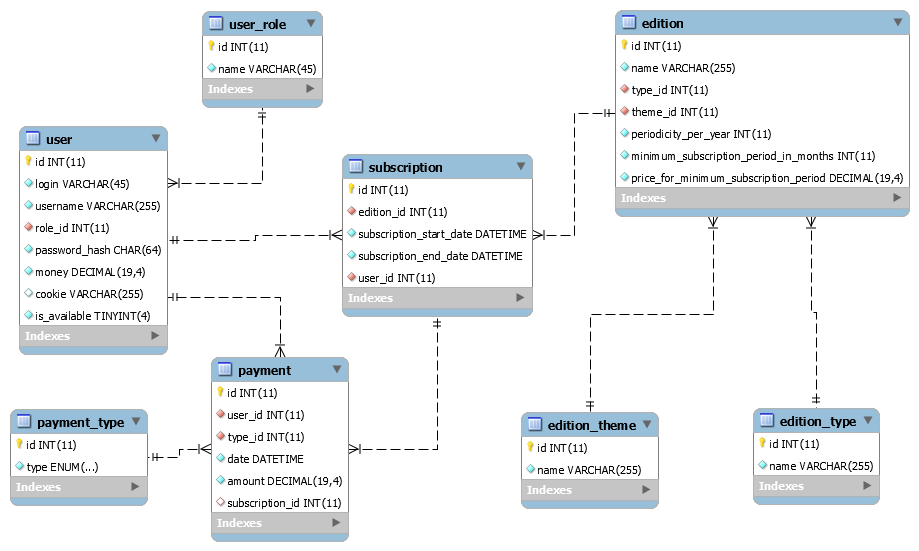 user_role
id INT(11)
name VARCHAR(45)
Indexes
edition
id INT(11)
name VARCHAR(255)
type_id INT(11)
theme_id INT(11)
periodicity_per_year INT(11)
minimum_subscription_period_in_months INT(11)
price_for_minimum_subscription_period DECIMAL(19,4)
Indexes
user
id INT(11)
login VARCHAR(45)
username VARCHAR(255)
role_id INT(11)
password_hash CHAR(64)
money DECIMAL(19,4)
cookie VARCHAR(255)
is_available TINYINT(4)
Indexes
subscription
id INT(11)
edition_id INT(11)
subscription_start_date DATETIME
subscription_end_date DATETIME
user_id INT(11)
Indexes
payment
id INT(11)
user_id INT(11)
type_id INT(11)
date DATETIME
amount DECIMAL(19,4)
subscription_id INT(11)
Indexes
payment_type
id INT(11)
type ENUM(...)
Indexes
edition_theme
id INT(11)
name VARCHAR(255)
Indexes
edition_type
id INT(11)
name VARCHAR(255)
Indexes